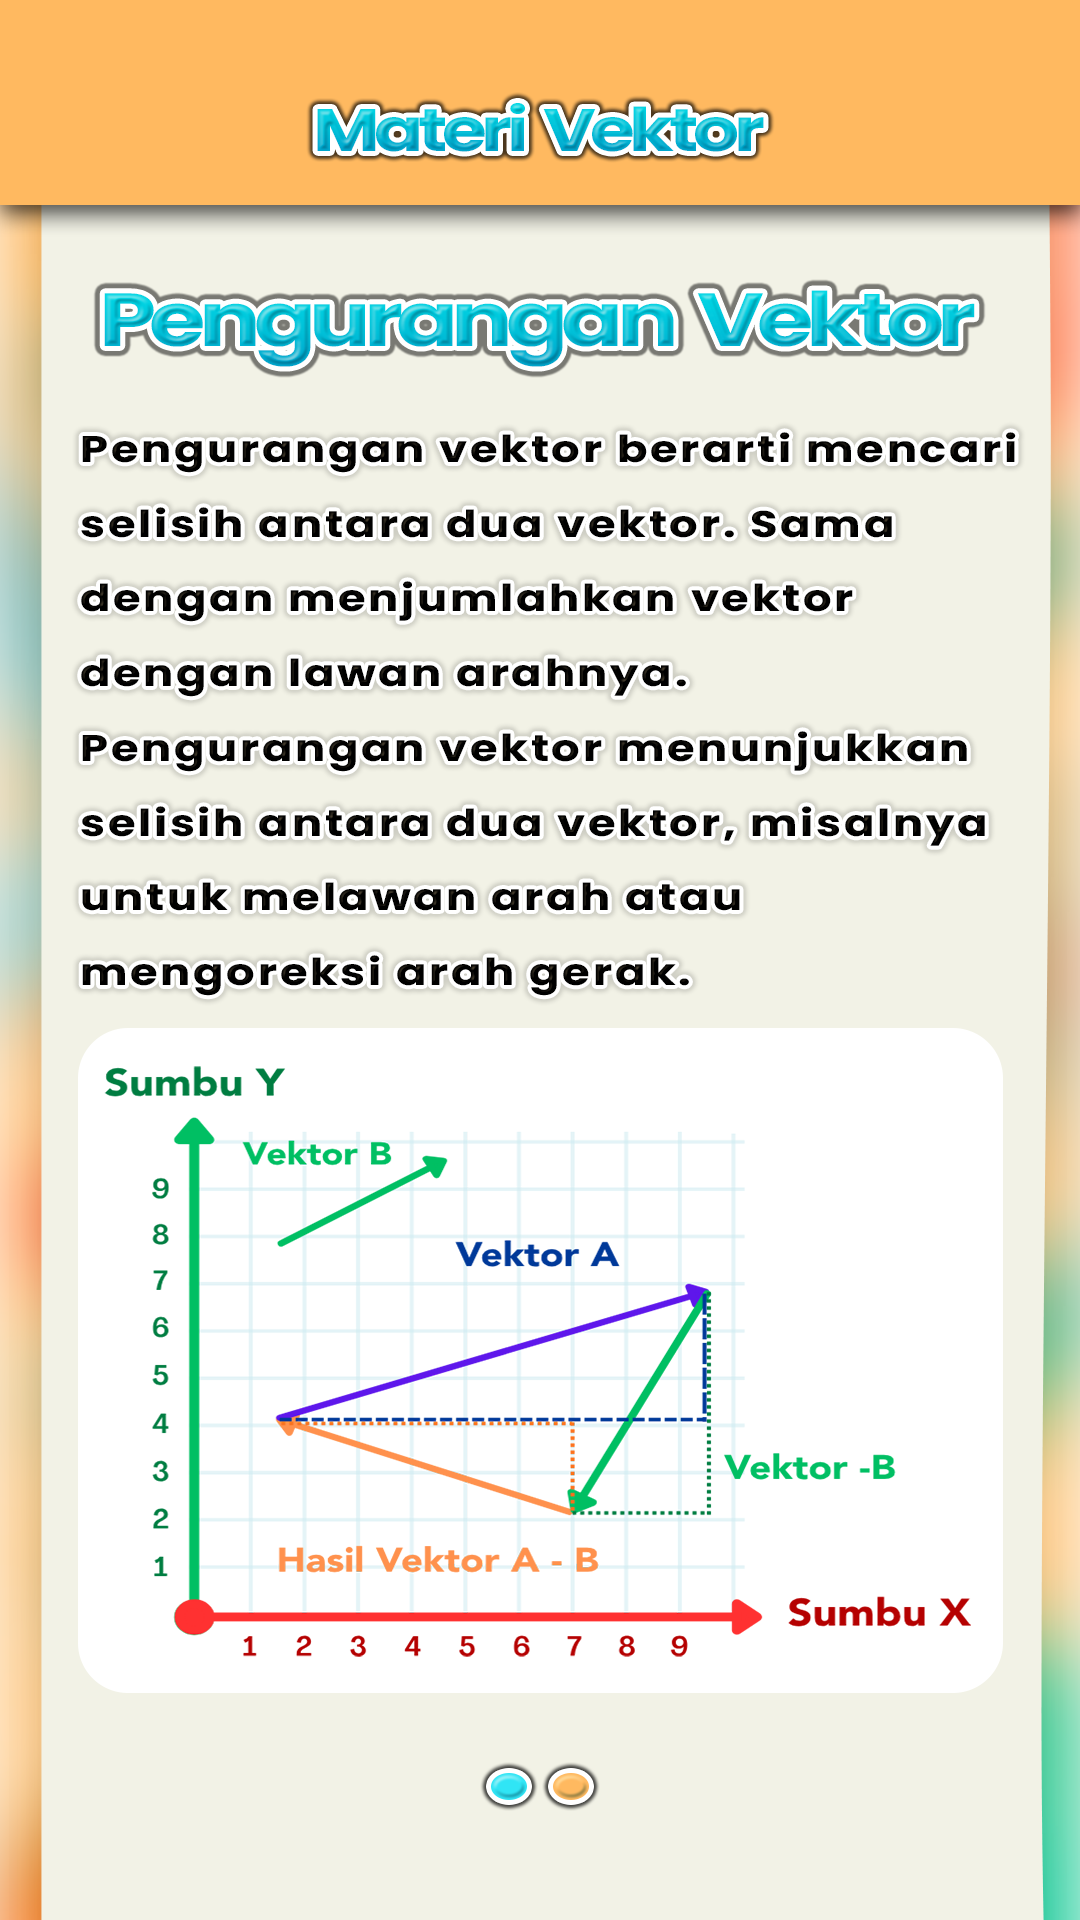 Materi Vektor
Pengurangan Vektor
Pengurangan vektor berarti mencari
selisih antara dua vektor. Sama
dengan menjumlahkan vektor
dengan lawan arahnya.
Pengurangan vektor menunjukkan
selisih antara dua vektor, misalnya
untuk melawan arah atau
mengoreksi arah gerak.
Sumbu Y
Vektor B
9
8
Vektor A
7
6
5
4
3
Vektor -B
2
Hasil Vektor A - B
1
Sumbu X
1 2 3 4 5 6 7 8 9